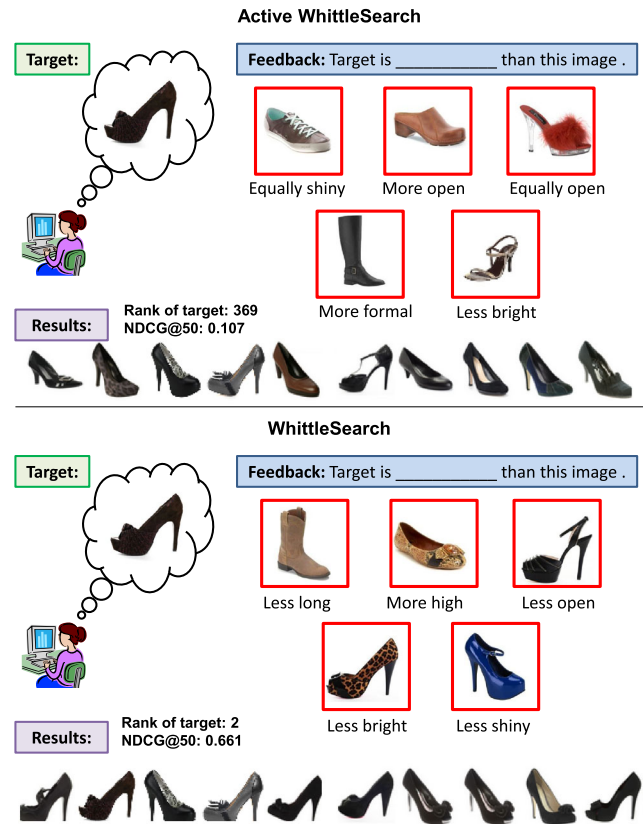 Active WhittleSearch
Target:
Feedback: Target is ____________ than this image .
Equally shiny
More open
Equally open
More formal
Less bright
Rank of target: 369
NDCG@50: 0.107
Results:
WhittleSearch
Target:
Feedback: Target is ____________ than this image .
Less long
More high
Less open
Less bright
Less shiny
Rank of target: 2
NDCG@50: 0.661
Results: